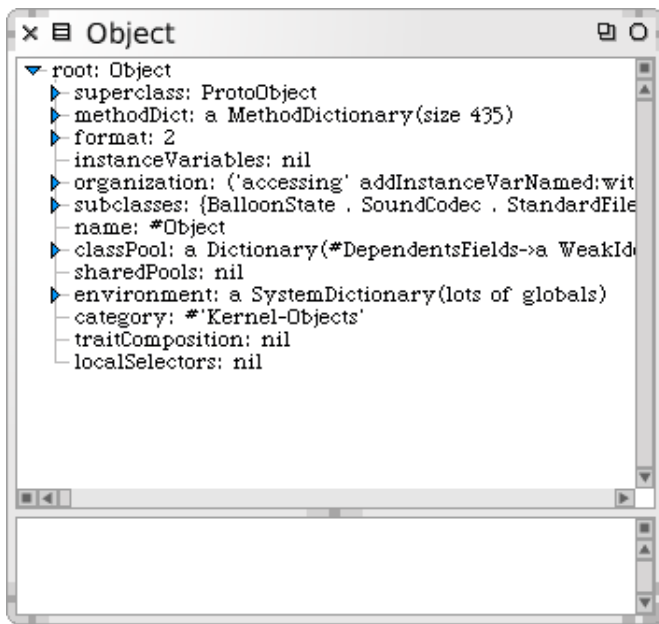 Object
root: Object
superclass: ProtoObject
methodDict: a MethodDictionary(size 435)
format: 2
instanceVariables: nil
organization: ('accessing' addInstanceVarNamed:wit
subclasses: {BalloonState . SoundCodec . StandardFile
name: #Object
classPool: a Dictionary(#DependentsFields->a WeakIde
sharedPools: nil
environment: a SystemDictionary(lots of globals)
category: #'Kernel-Objects'
traitComposition: nil
localSelectors: nil